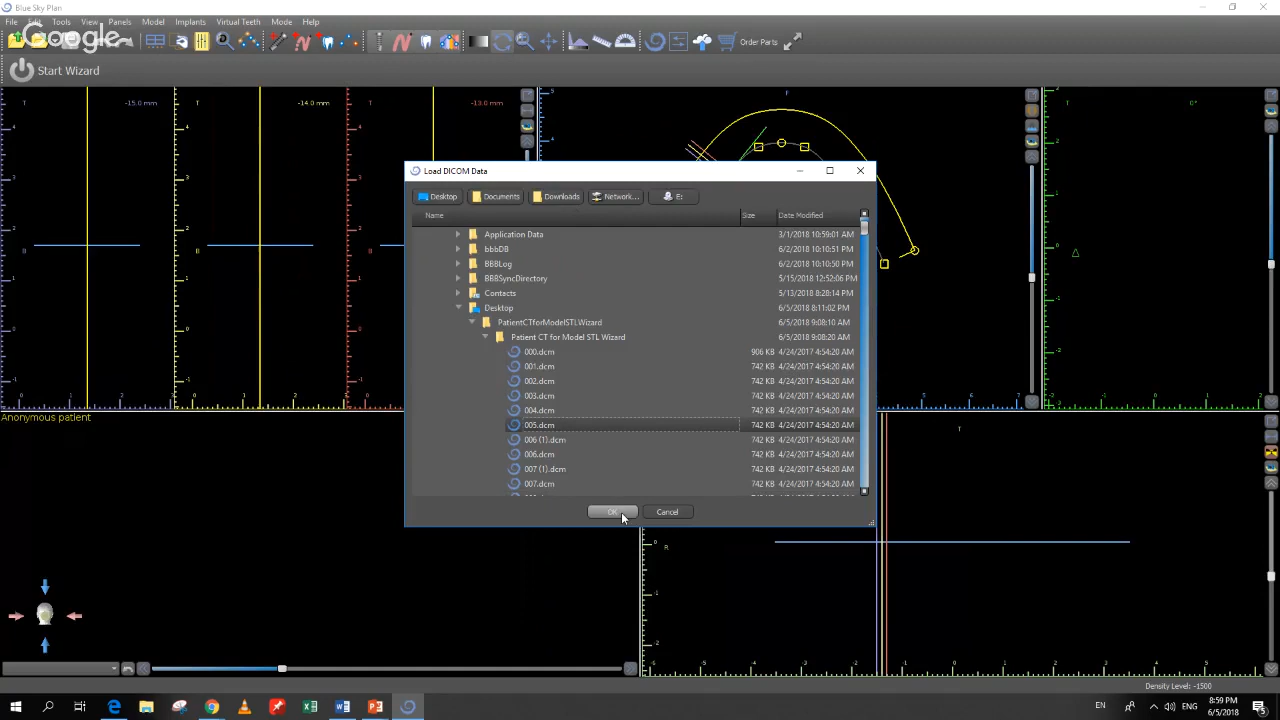 Blue Sky Plan
File Edit Tools View Panels Model Implants Virtual Teeth Mode Help
Google
Order Parts
Start Wizard
T -15.0 mm
T -14.0 mm
T -13.0 mm
T 0°
Load DICOM Data
Desktop Documents Downloads Network... E:
Name Size Date Modified
Application Data 3/1/2018 10:59:01 AM
bbbDB 6/2/2018 10:10:51 PM
BBBLog 6/2/2018 10:10:50 PM
BBBSyncDirectory 5/15/2018 12:52:06 PM
Contacts 5/13/2018 8:28:14 PM
Desktop 6/5/2018 8:11:02 PM
PatientCTforModelSTLWizard 6/5/2018 9:08:10 AM
Patient CT for Model STL Wizard 6/5/2018 9:08:20 AM
000.dcm 906 KB 4/24/2017 4:54:20 AM
001.dcm 742 KB 4/24/2017 4:54:20 AM
002.dcm 742 KB 4/24/2017 4:54:20 AM
003.dcm 742 KB 4/24/2017 4:54:20 AM
004.dcm 742 KB 4/24/2017 4:54:20 AM
005.dcm 742 KB 4/24/2017 4:54:20 AM
006 (1).dcm 742 KB 4/24/2017 4:54:20 AM
006.dcm 742 KB 4/24/2017 4:54:20 AM
007 (1).dcm 742 KB 4/24/2017 4:54:20 AM
007.dcm 742 KB 4/24/2017 4:54:20 AM
OK Cancel
Anonymous patient
T
R
Density Level: -1500
EN ENG
8:59 PM
6/5/2018